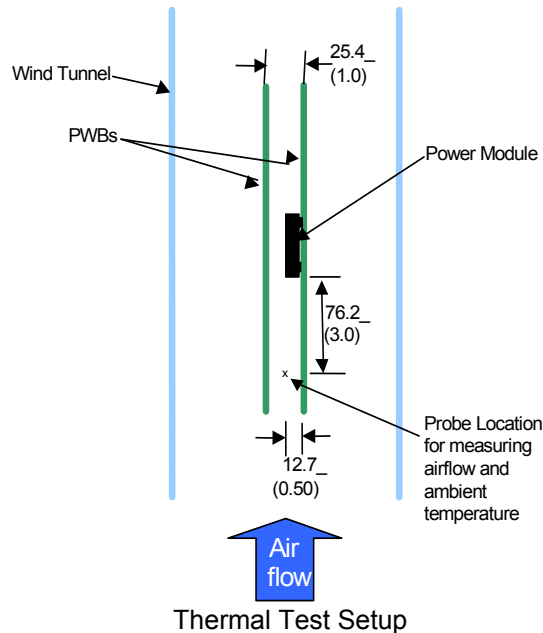 25.4_
(1.0)
Wind Tunnel
PWBs
Power Module
76.2_
(3.0)
x
Probe Location
for measuring
airflow and
ambient
temperature
12.7_
(0.50)
Air
flow
Thermal Test Setup